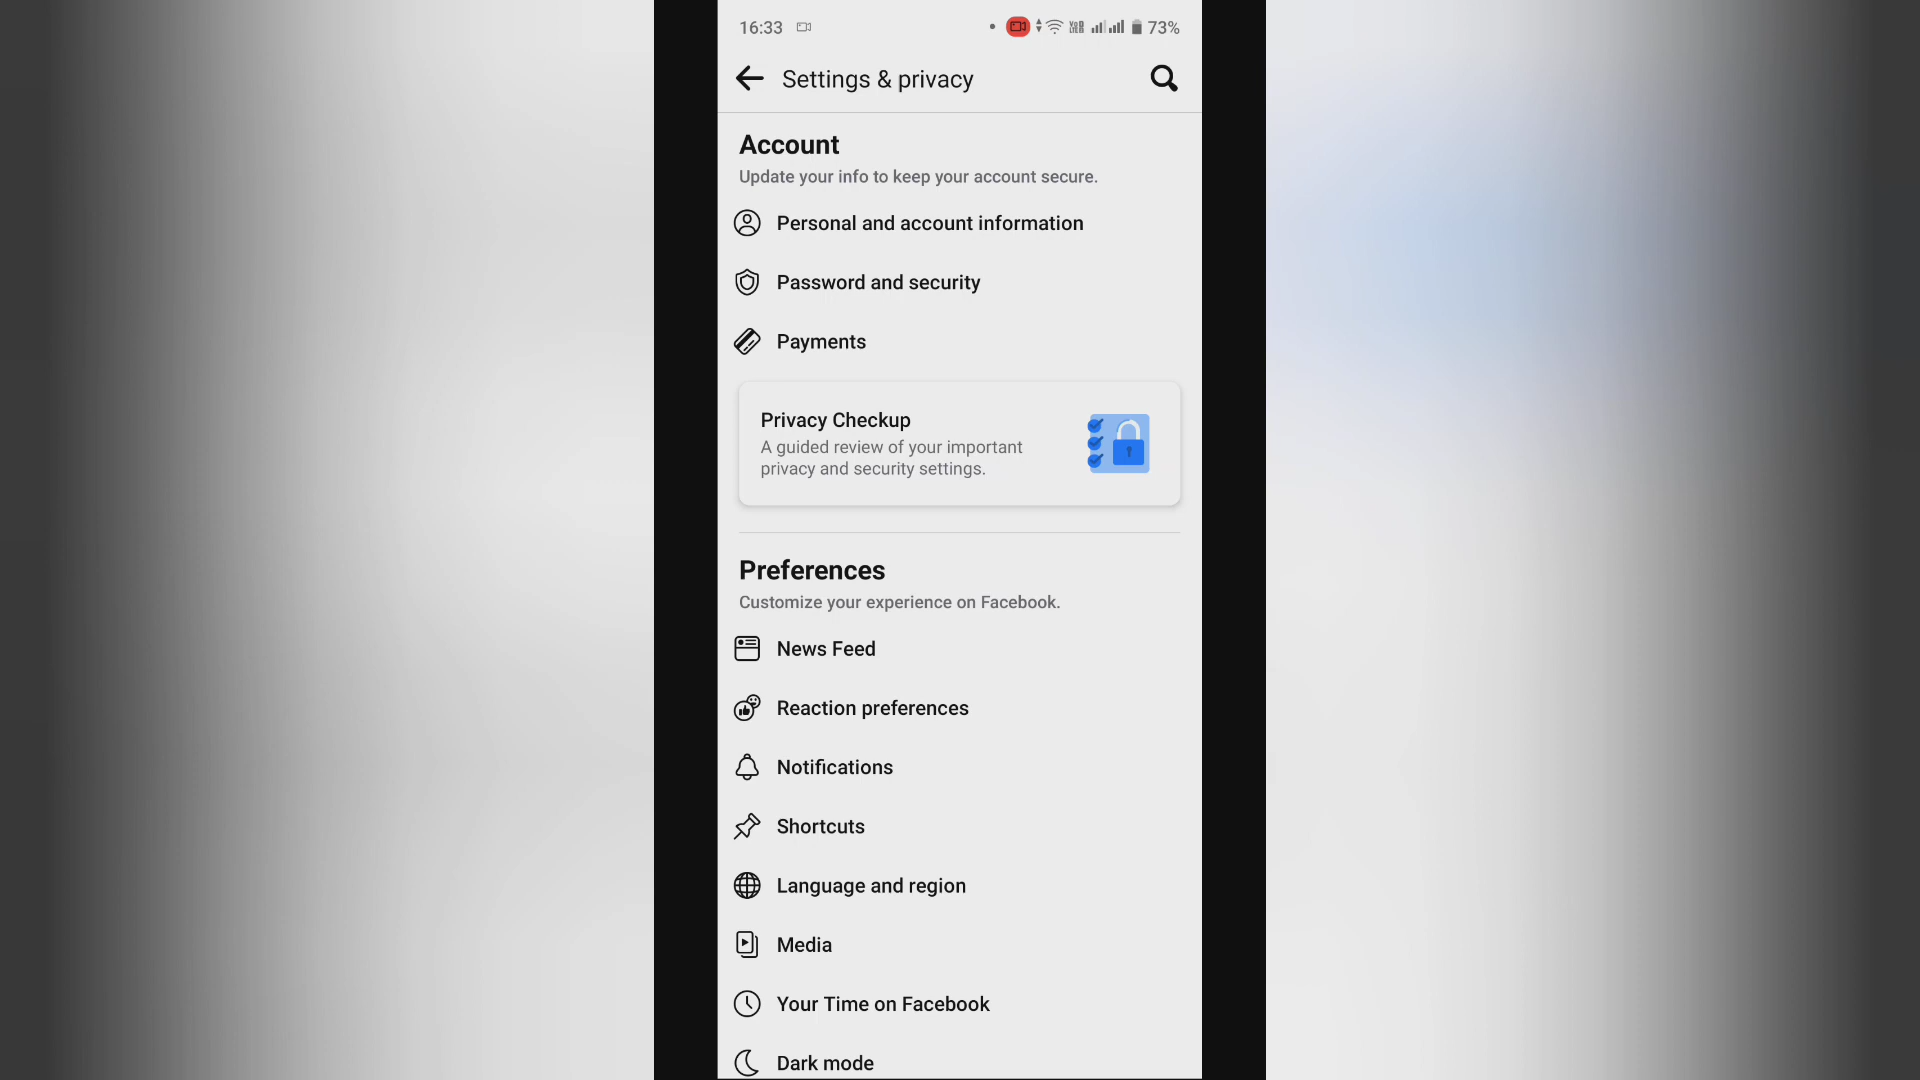 16:33
73%
Settings & privacy
Account
Update your info to keep your account secure.
Personal and account information
Password and security
Payments
Privacy Checkup
A guided review of your important
privacy and security settings.
Preferences
Customize your experience on Facebook.
News Feed
Reaction preferences
Notifications
Shortcuts
Language and region
Media
Your Time on Facebook
Dark mode